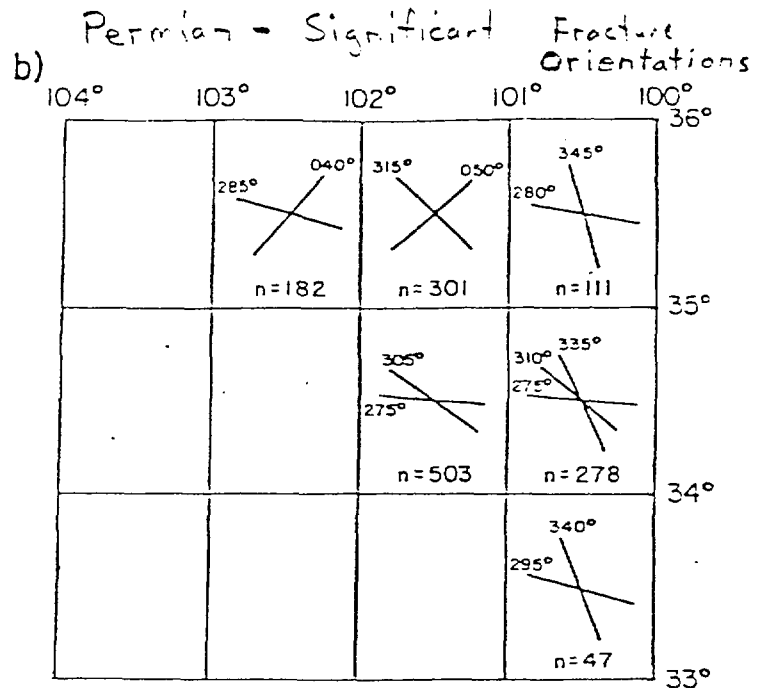 Permian - Significant Fracture
Orientations
b)
104° 103° 102° 101° 100°
36°
285° 040° 315° 050° 280° 345°
n=182 n=301 n=111
35°
305° 275° 310° 335° 275°
n=503 n=278
34°
340°
295°
n=47
33°